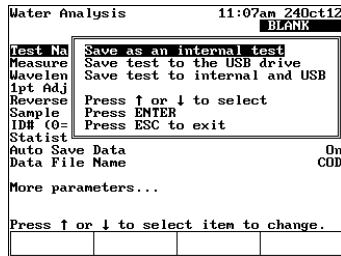 Water Analysis 11:07am 24Oct12
BLANK
Test Na
Save as an internal test
Measure
Save test to the USB drive
Wavelen
Save test to internal and USB
1pt Adj
Reverse
Press ↑ or ↓ to select
Sample
Press ENTER
ID# (0=
Press ESC to exit
Statist
Auto Save Data On
Data File Name COD
More parameters...
Press ↑ or ↓ to select item to change.